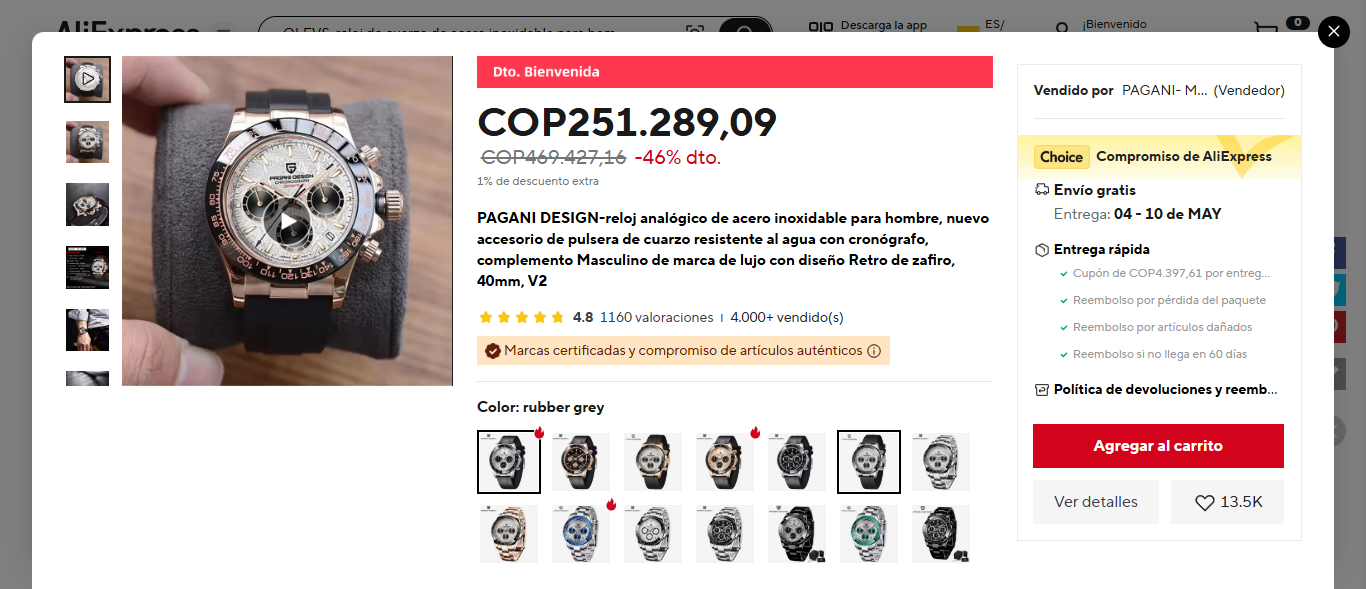 AliExpress
OLEVS-reloj de cuarzo de acero inoxidable para hom...
Descarga la app
ES/
¡Bienvenido
0
Dto. Bienvenida
COP251.289,09
COP469.427,16 -46% dto.
1% de descuento extra
PAGANI DESIGN-reloj analógico de acero inoxidable para hombre, nuevo
accesorio de pulsera de cuarzo resistente al agua con cronógrafo,
complemento Masculino de marca de lujo con diseño Retro de zafiro,
40mm, V2
4.8 1160 valoraciones | 4.000+ vendido(s)
Marcas certificadas y compromiso de artículos auténticos
Color: rubber grey
PAGANI DESIGN
CHRONOGRAPH
Vendido por PAGANI- M... (Vendedor)
Choice Compromiso de AliExpress
Envío gratis
Entrega: 04 - 10 de MAY
Entrega rápida
Cupón de COP4.397,61 por entreg...
Reembolso por pérdida del paquete
Reembolso por artículos dañados
Reembolso si no llega en 60 días
Política de devoluciones y reemb...
Agregar al carrito
Ver detalles
13.5K